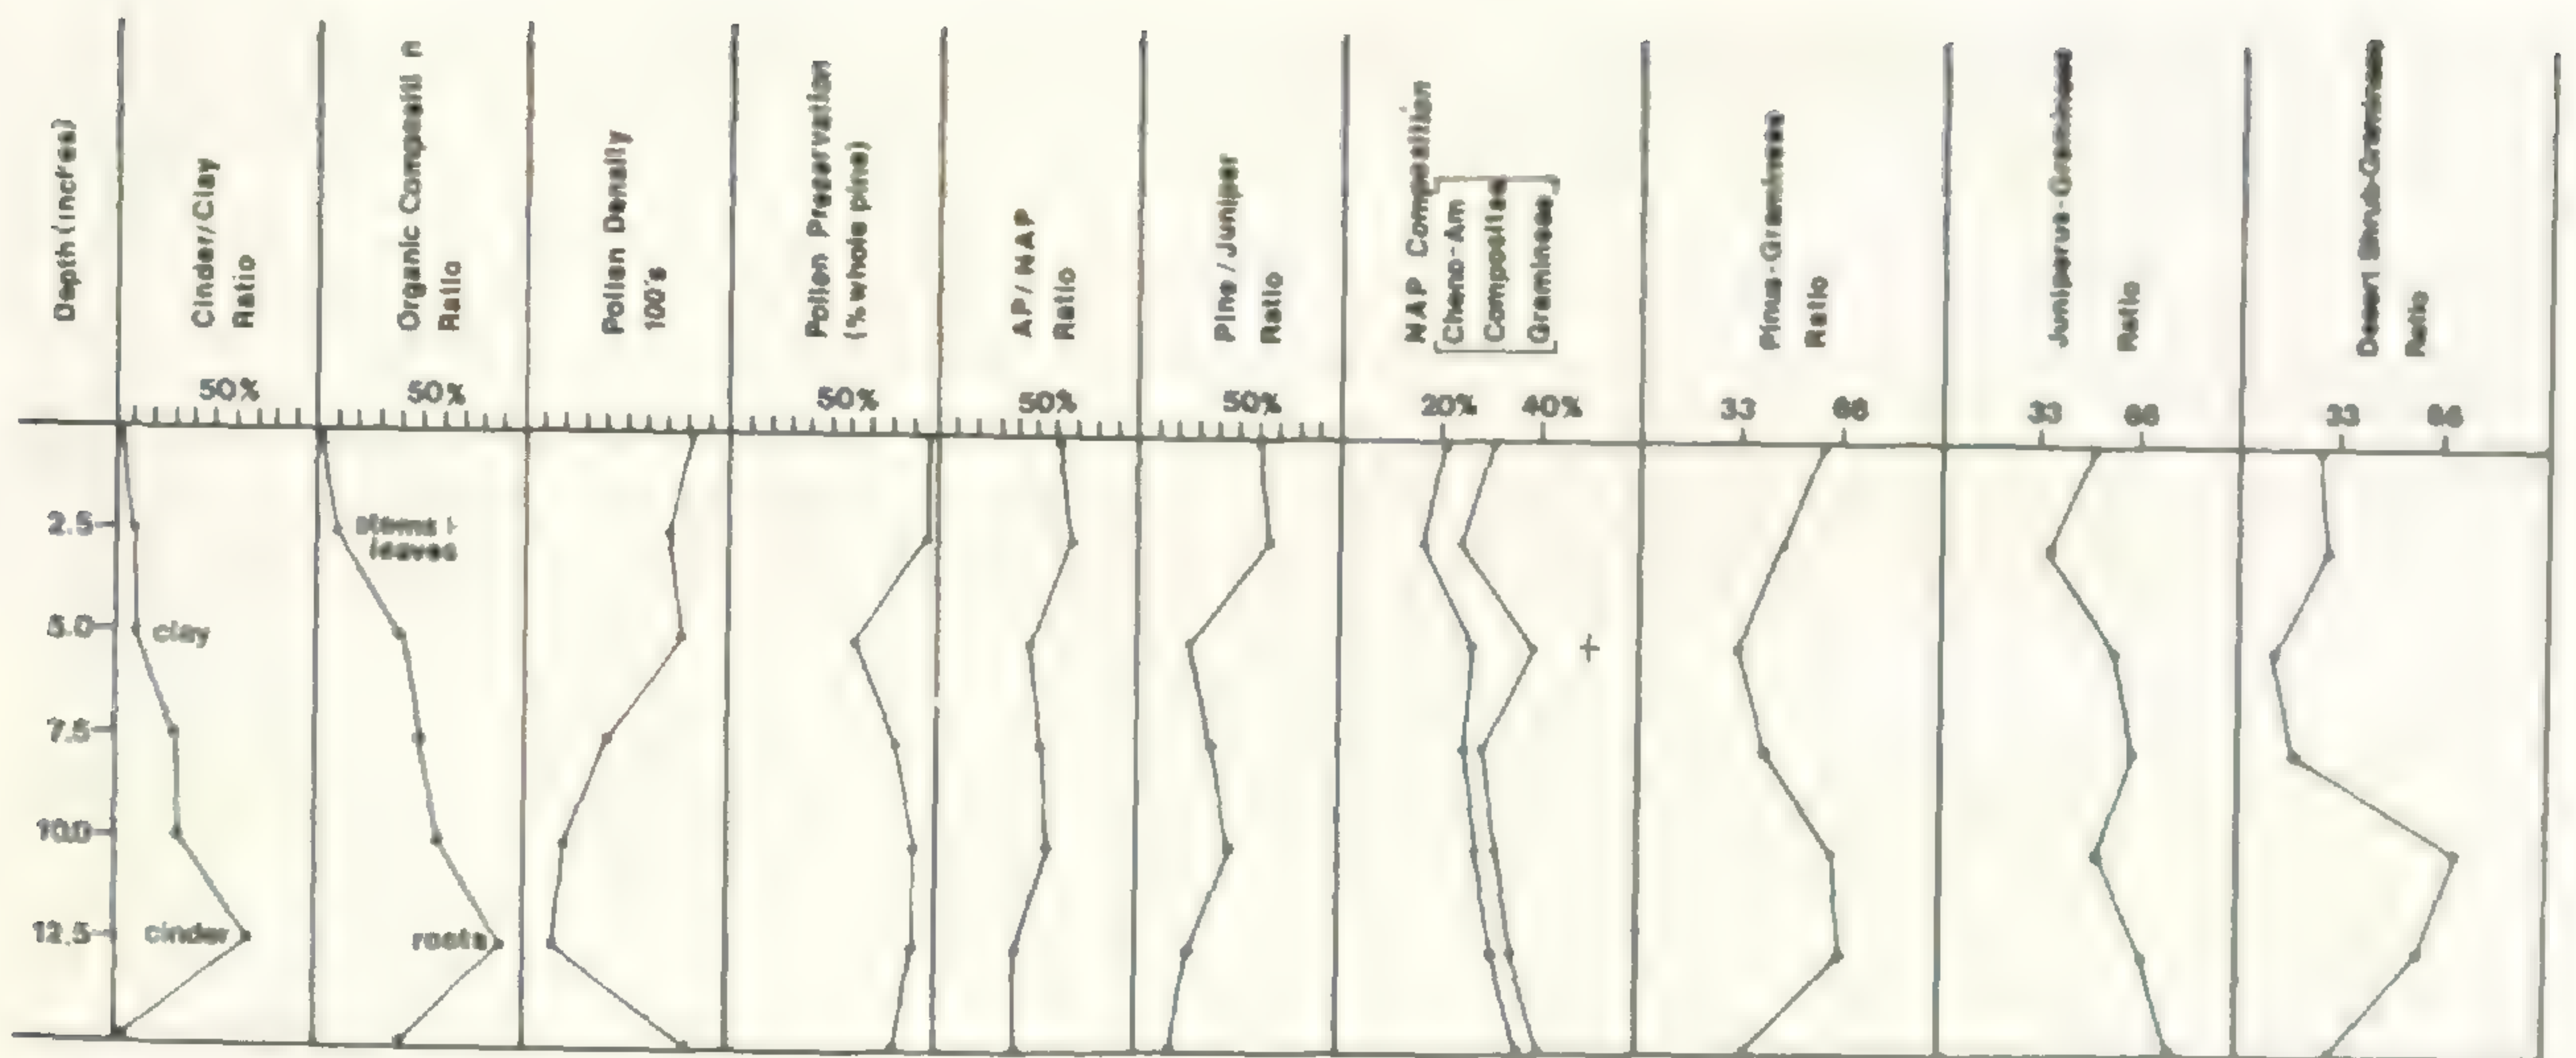 Depth (inches)
Cinder/Clay
Ratio
Organic
Ratio
Pollen Density
100's
Pollen Preservation
(% whole pine)
AP/NAP
Ratio
Pine/Juniper
Ratio
NAP Composition
Cheno-Am
Compositae
Gramineae
Pinus-Gramineae
Ratio
Juniperus-Gramineae
Ratio
Desert Shrub-Gramineae
Ratio
50%
50%
50%
50%
50%
20%
40%
33
66
33
66
33
66
2.5
5.0
7.5
10.0
12.5
stems +
leaves
clay
cinder
roots
+